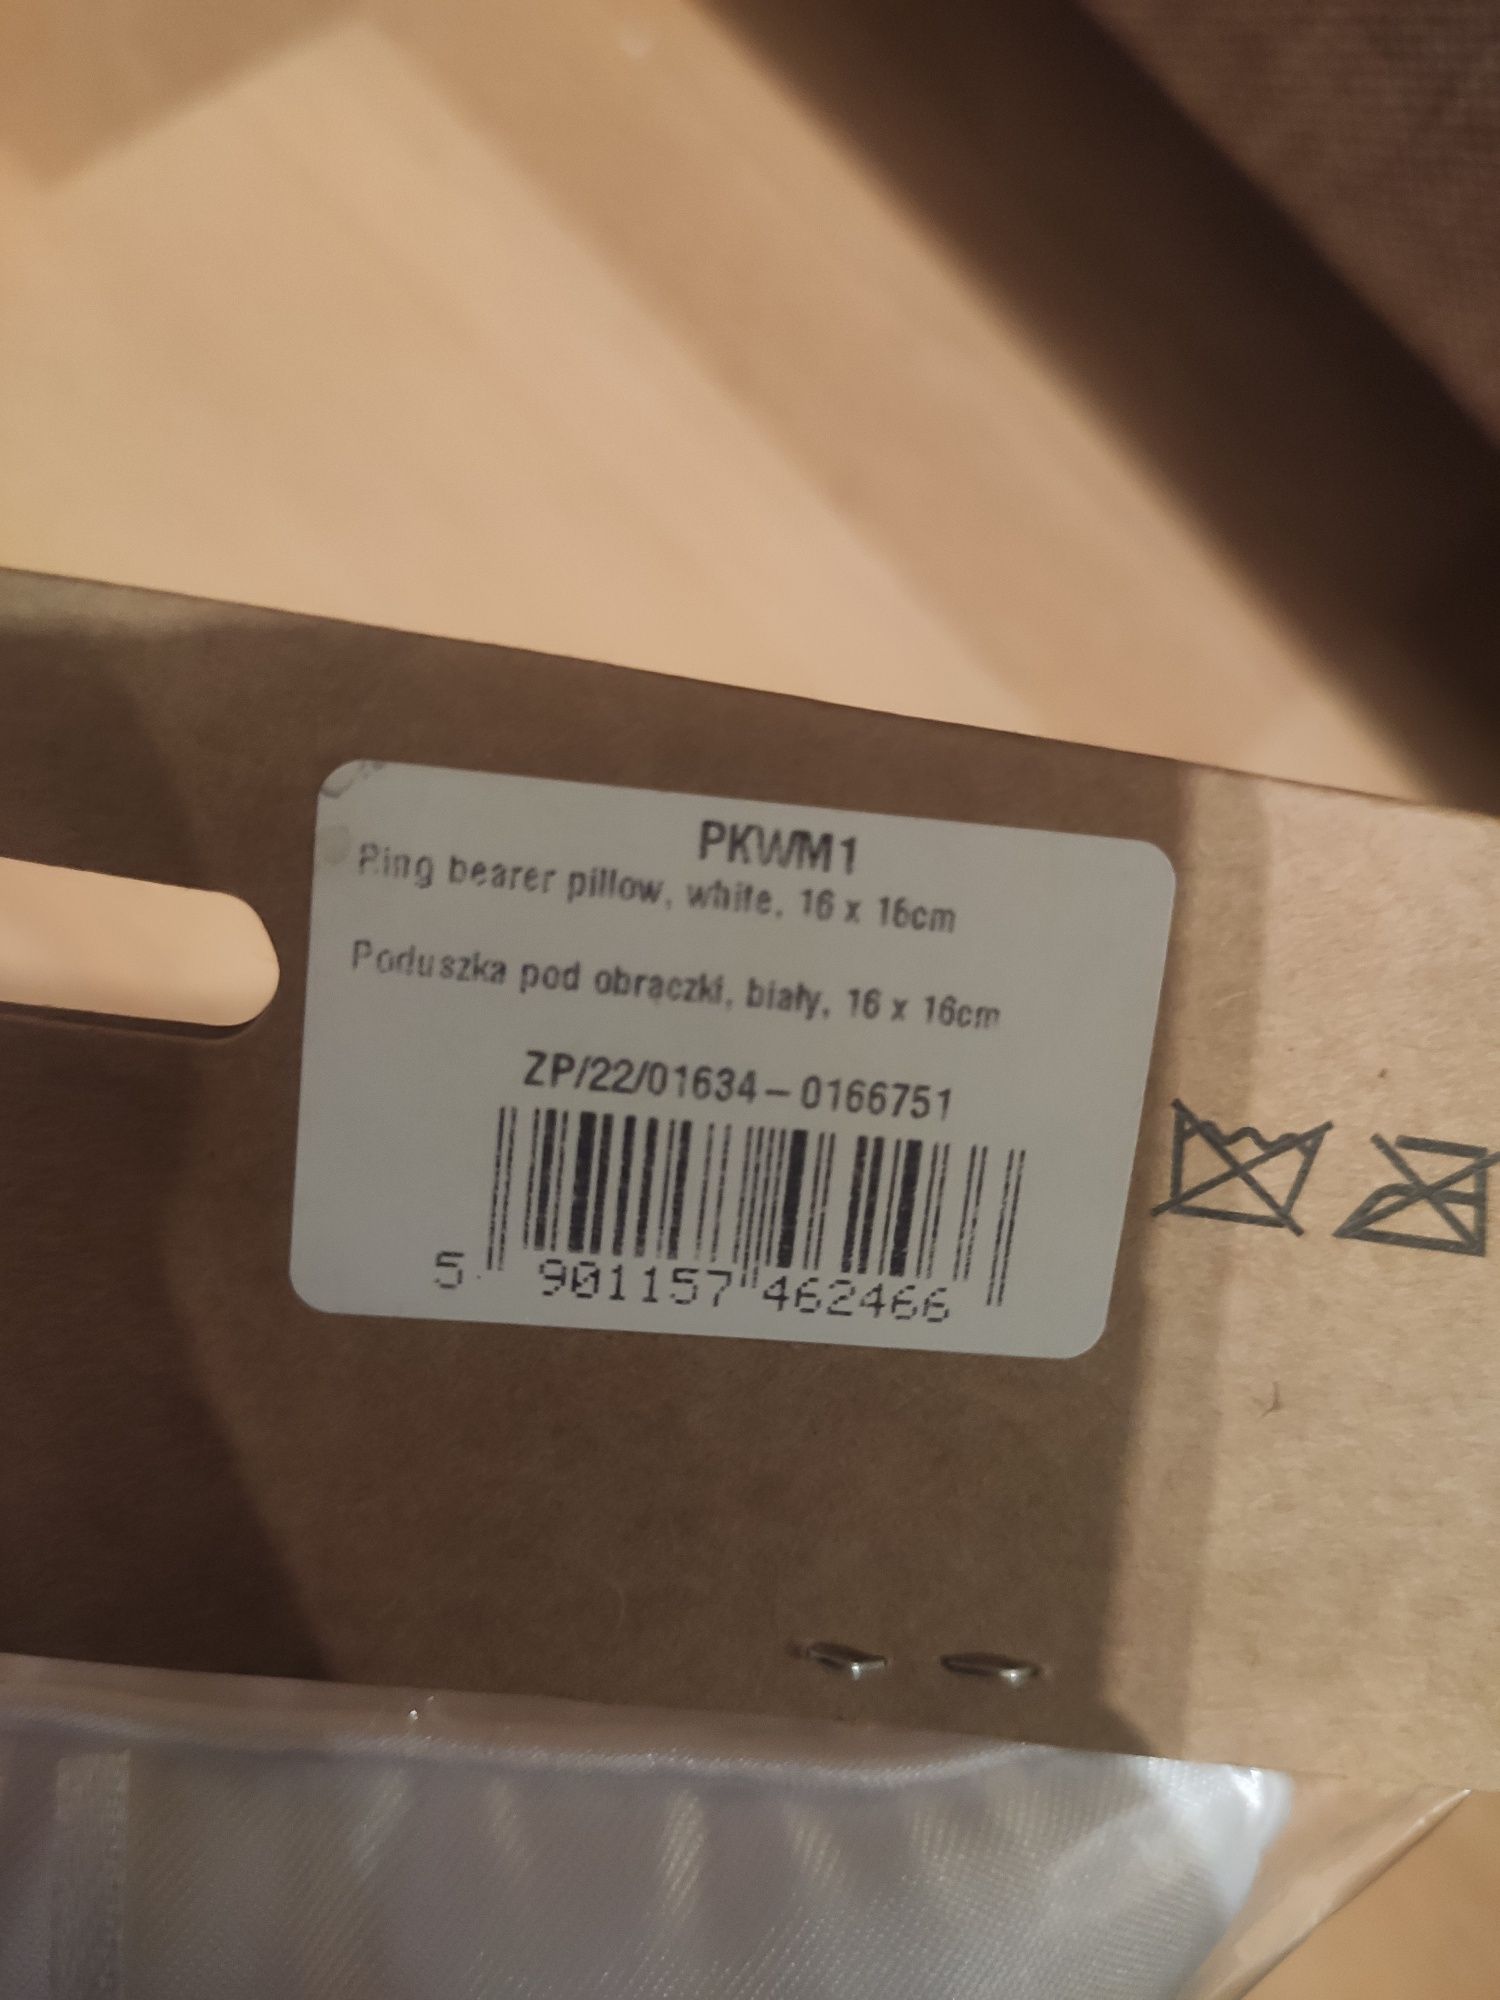 PKWM1
Ring bearer pillow, white, 16 x 16cm
Poduszka pod obrączki, biały, 16 x 16cm
ZP/22/01634–0166751
5 901157 462466